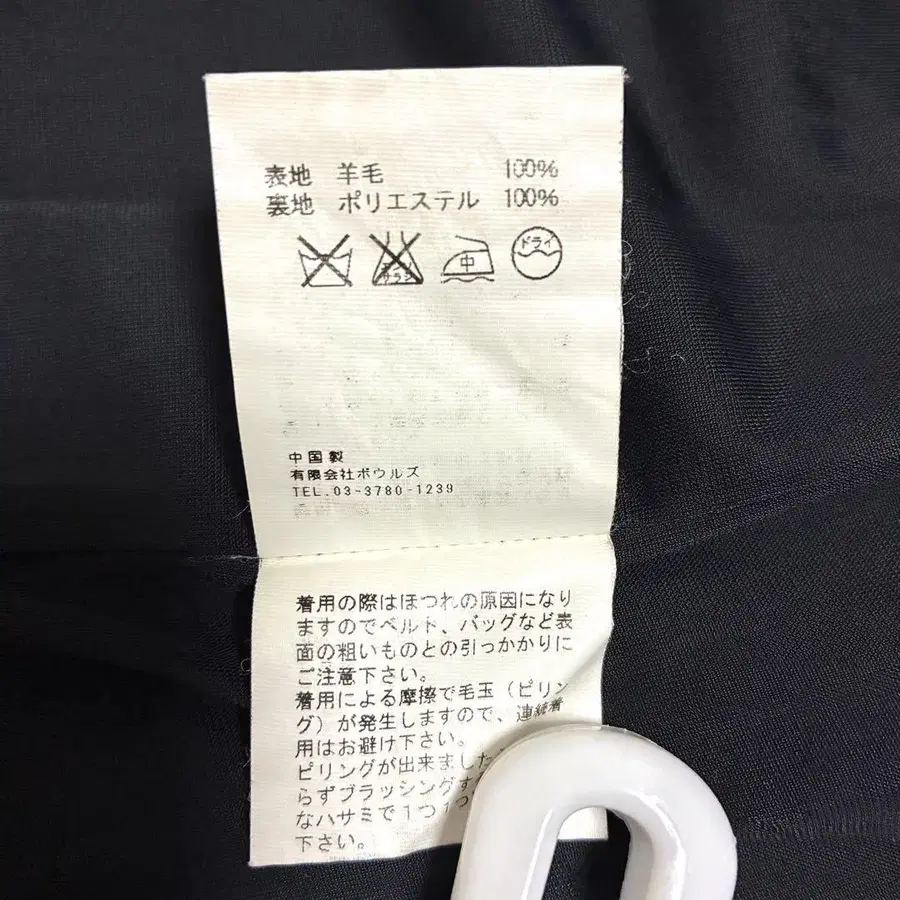 表地 羊毛 100%
裏地 ポリエステル 100%
エンソ サラシ 中 ドライ
中国製
有限会社ボウルズ
TEL.03-3780-1239
着用の際はほつれの原因になり
ますのでベルト、バッグなど表
面の粗いものとの引っかかりに
ご注意下さい。
着用による摩擦で毛玉（ピリン
グ）が発生しますので、連続着
用はお避け下さい。
ピリングが出来ました
らずブラッシングす
なハサミで1つ1つ
下さい。